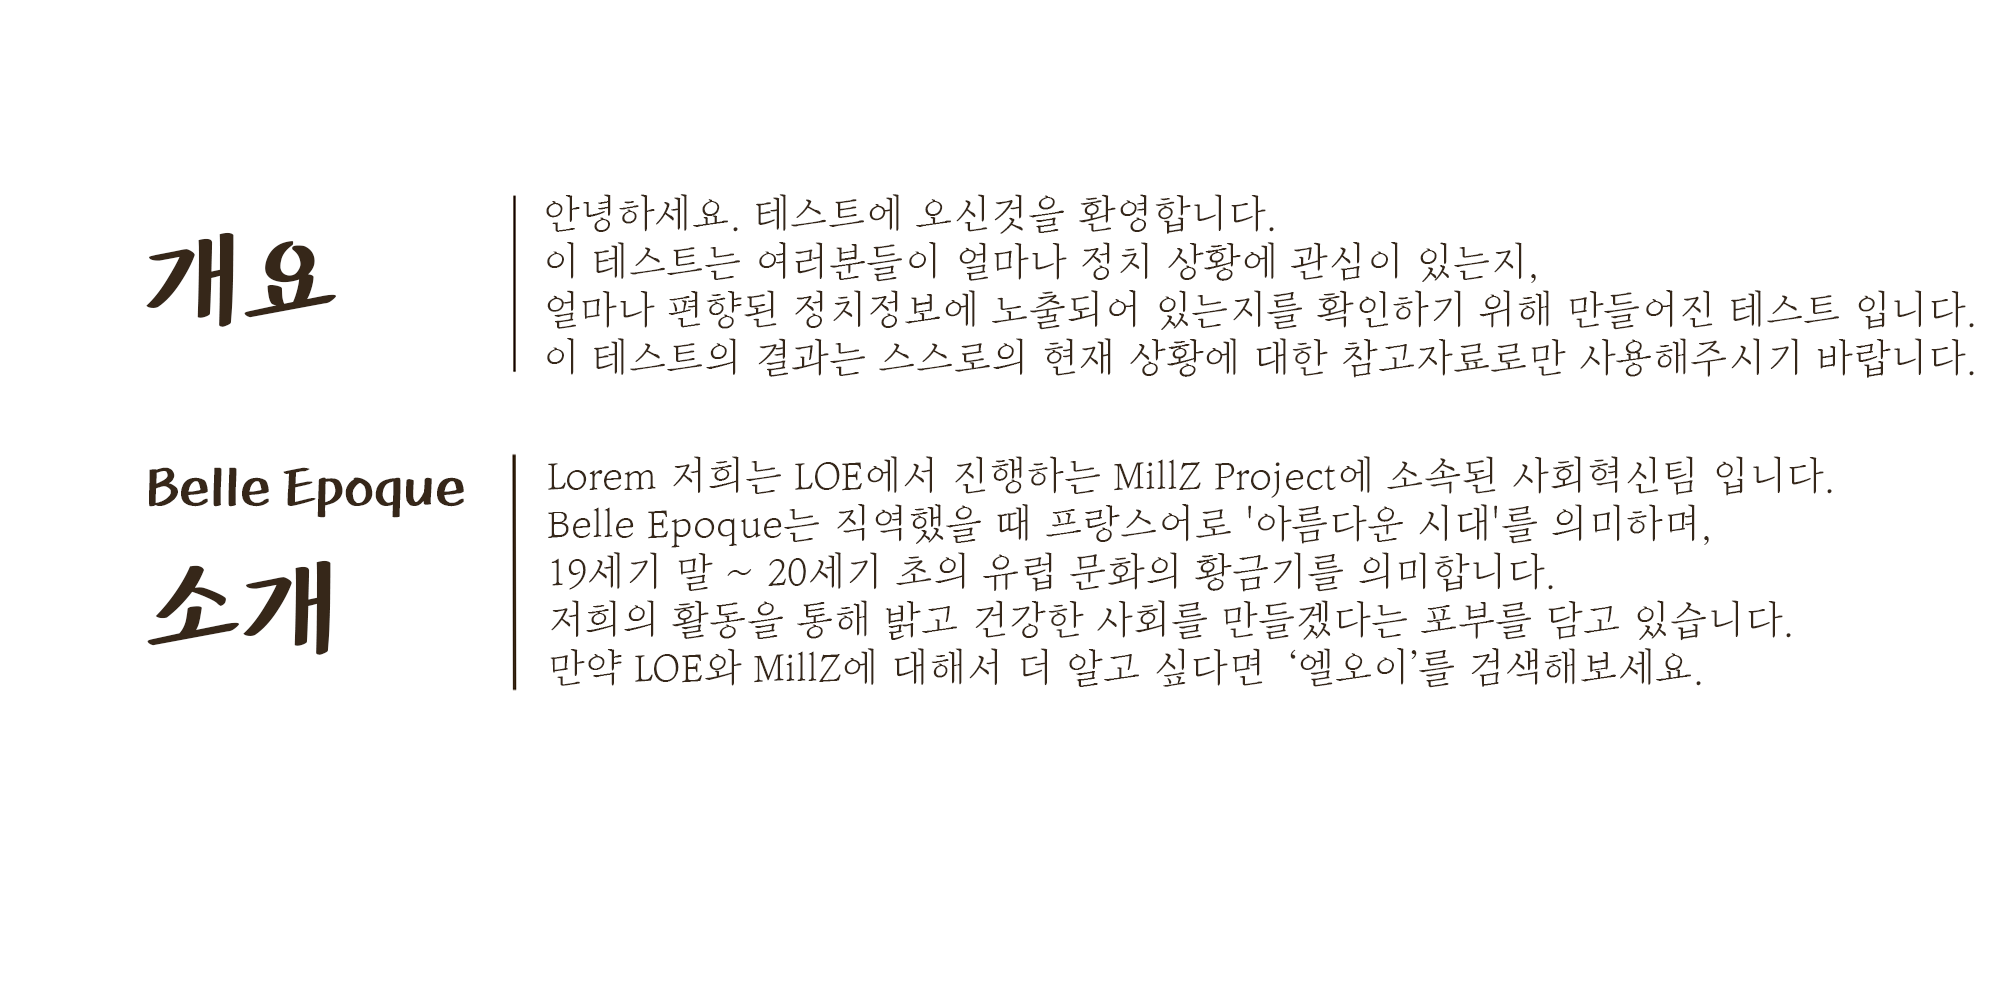 개요
안녕하세요. 테스트에 오신것을 환영합니다.
이 테스트는 여러분들이 얼마나 정치 상황에 관심이 있는지,
얼마나 편향된 정치정보에 노출되어 있는지를 확인하기 위해 만들어진 테스트 입니다.
이 테스트의 결과는 스스로의 현재 상황에 대한 참고자료로만 사용해주시기 바랍니다.
Belle Epoque
소개
Lorem 저희는 LOE에서 진행하는 MillZ Project에 소속된 사회혁신팀 입니다.
Belle Epoque는 직역했을 때 프랑스어로 '아름다운 시대'를 의미하며,
19세기 말 ~ 20세기 초의 유럽 문화의 황금기를 의미합니다.
저희의 활동을 통해 밝고 건강한 사회를 만들겠다는 포부를 담고 있습니다.
만약 LOE와 MillZ에 대해서 더 알고 싶다면 ‘엘오이’를 검색해보세요.